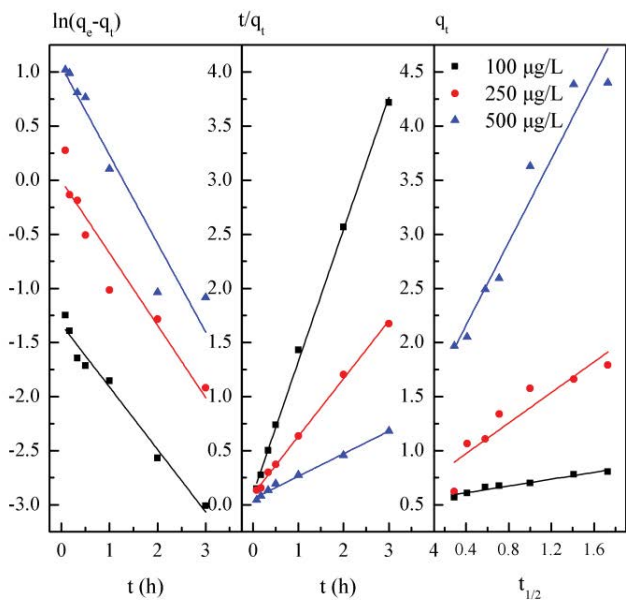 ln(qₑ-qₜ) t/qₜ qₜ
1.0 0.5 0.0 -0.5 -1.0 -1.5 -2.0 -2.5 -3.0
4.0 3.5 3.0 2.5 2.0 1.5 1.0 0.5 0.0
4.5 4.0 3.5 3.0 2.5 2.0 1.5 1.0 0.5
100 μg/L
250 μg/L
500 μg/L
0 1 2 3 0 1 2 3 4 0.4 0.8 1.2 1.6
t (h) t (h) t₁/₂